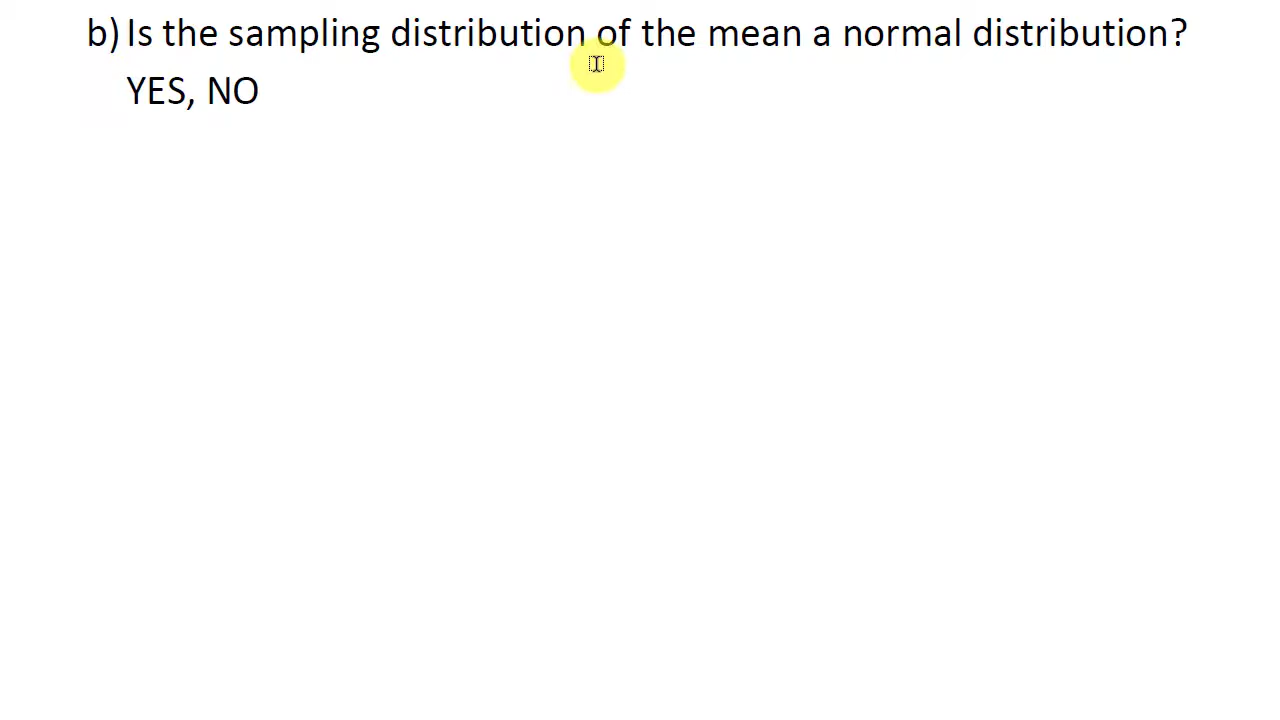 b) Is the sampling distribution of the mean a normal distribution?
YES, NO